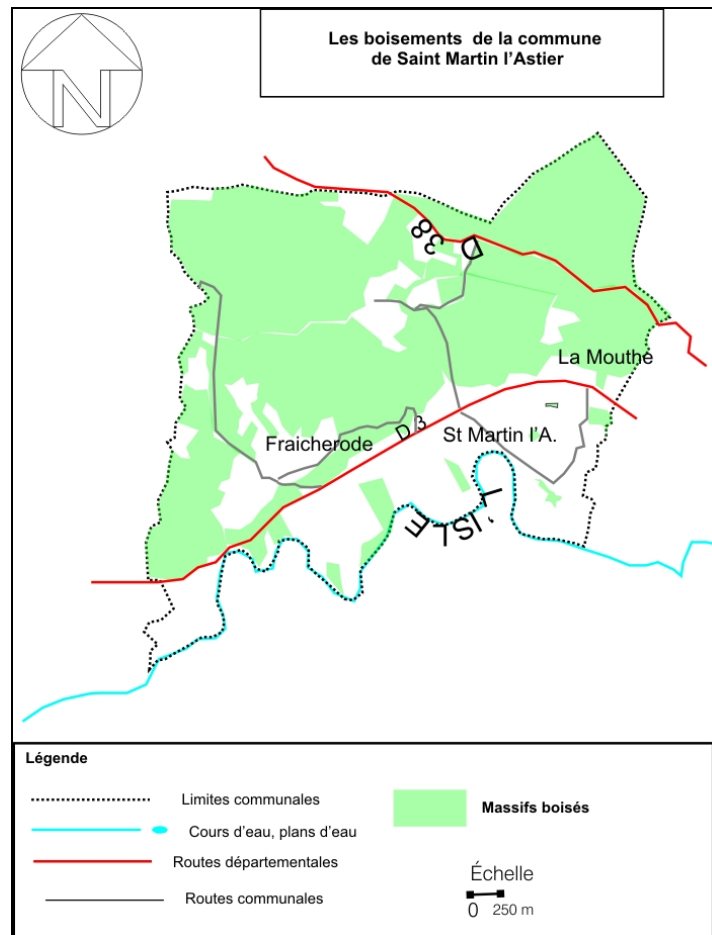 N
Les boisements de la commune
de Saint Martin l'Astier
D 38
La Mouthe
Fraicherode
D 3
St Martin l'A.
L'ISLE
Légende
Limites communales
Massifs boisés
Cours d'eau, plans d'eau
Routes départementales
Échelle
Routes communales
0 250 m